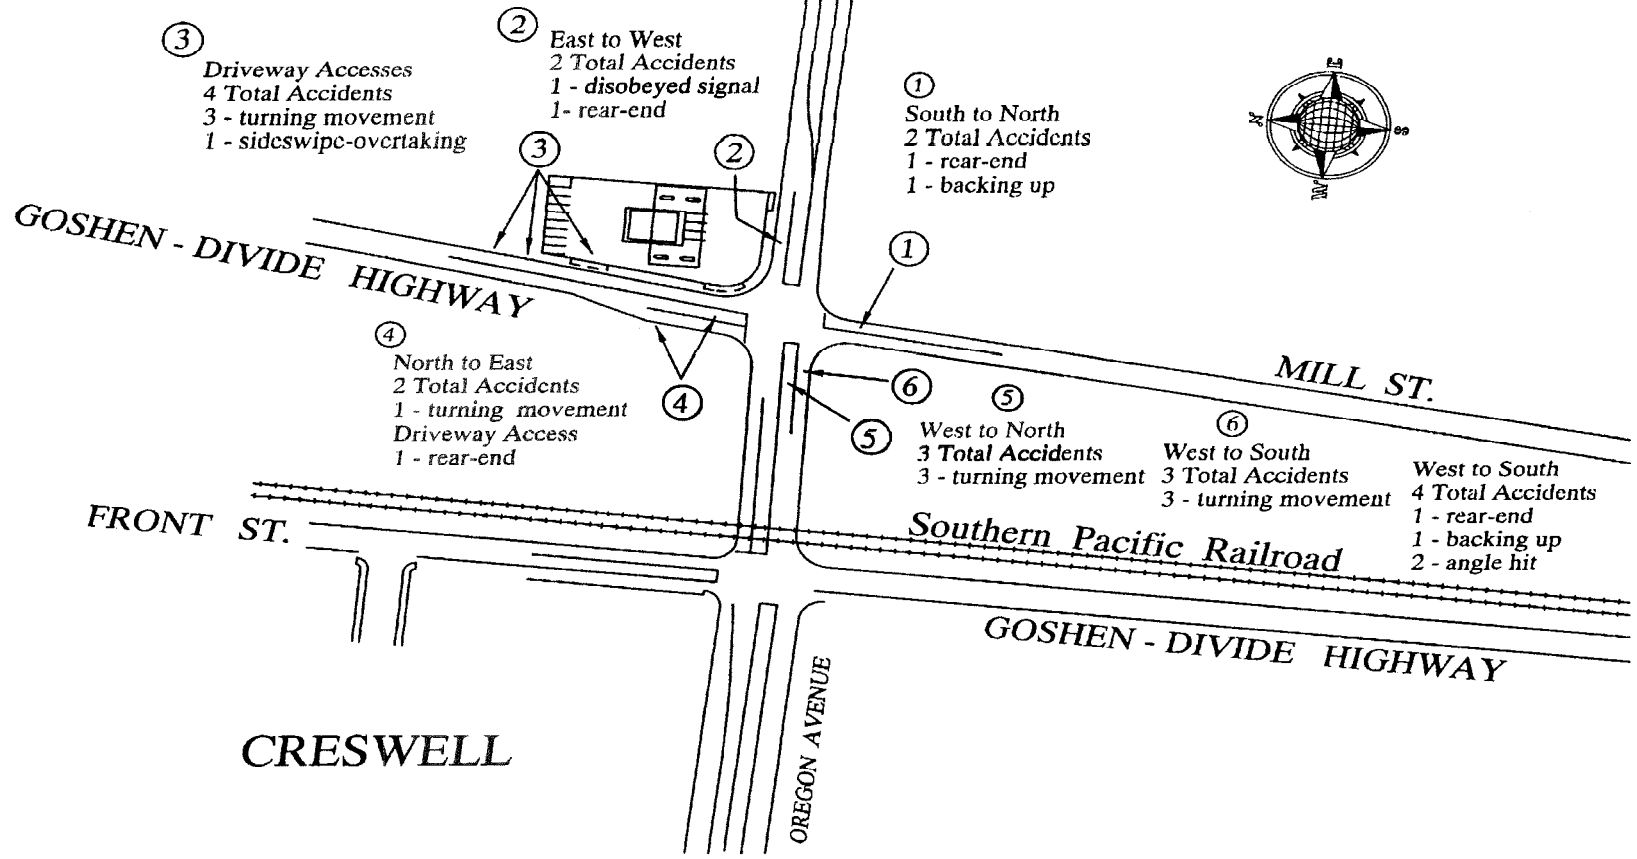 3
Driveway Accesses
4 Total Accidents
3 - turning movement
1 - sideswipe-overtaking
2
East to West
2 Total Accidents
1 - disobeyed signal
1- rear-end
1
South to North
2 Total Accidents
1 - rear-end
1 - backing up
E
N
S
W
3
2
GOSHEN - DIVIDE HIGHWAY
1
4
North to East
2 Total Accidents
1 - turning movement
Driveway Access
1 - rear-end
4
6
5
MILL ST.
5
West to North
3 Total Accidents
3 - turning movement
6
West to South
3 Total Accidents
3 - turning movement
West to South
4 Total Accidents
1 - rear-end
1 - backing up
2 - angle hit
FRONT ST.
Southern Pacific Railroad
GOSHEN - DIVIDE HIGHWAY
OREGON AVENUE
CRESWELL